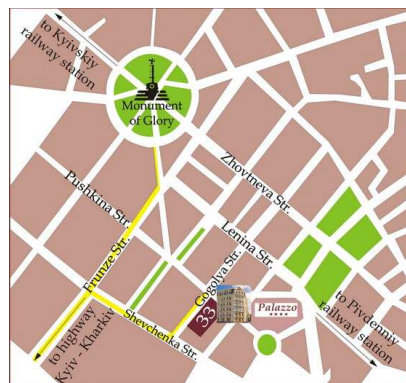 to Kyivskiy
railway station
Monument
of Glory
Zhovtneva Str.
Pushkina Str.
Lenina Str.
Frunze Str.
Gogolya Str.
33
Palazzo
Shevchenka Str.
to highway
Kyiv - Kharkiv
to Pivdenniy
railway station